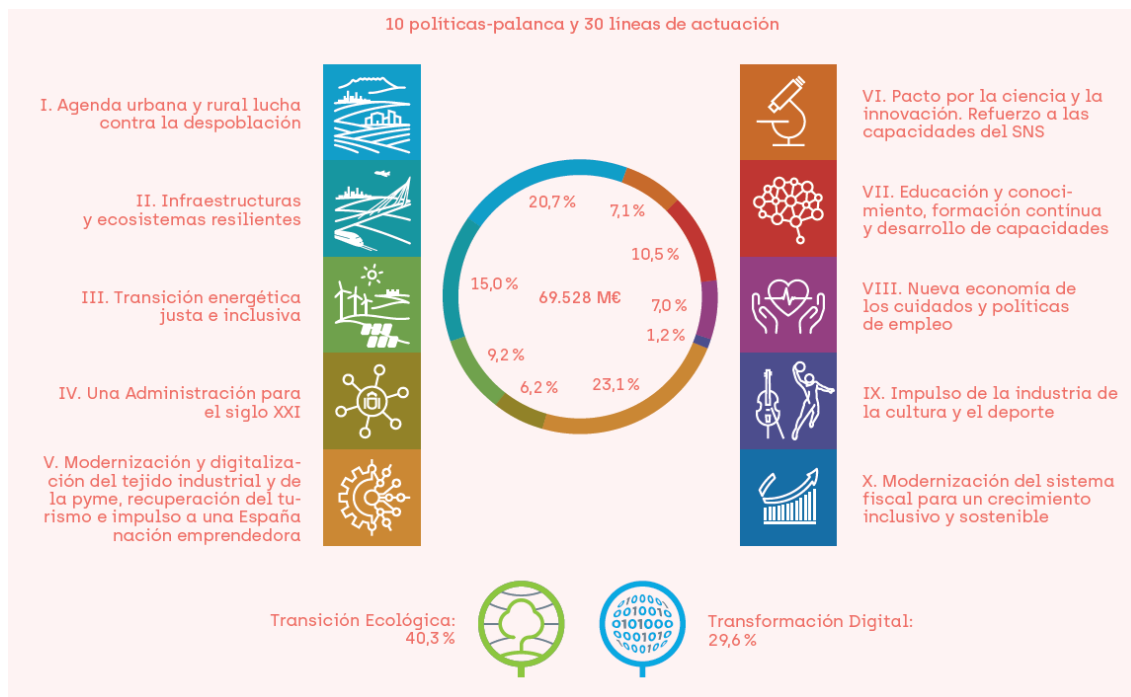 10 políticas-palanca y 30 líneas de actuación
I. Agenda urbana y rural lucha
contra la despoblación
II. Infraestructuras
y ecosistemas resilientes
III. Transición energética
justa e inclusiva
IV. Una Administración para
el siglo XXI
V. Modernización y digitaliza-
ción del tejido industrial y de
la pyme, recuperación del tu-
rismo e impulso a una España
nación emprendedora
20,7 %
7,1 %
10,5 %
15,0 %
69.528 M€
7,0 %
1,2 %
9,2 %
6,2 %
23,1 %
VI. Pacto por la ciencia y la
innovación. Refuerzo a las
capacidades del SNS
VII. Educación y conoci-
miento, formación continua
y desarrollo de capacidades
VIII. Nueva economía de
los cuidados y políticas
de empleo
IX. Impulso de la industria de
la cultura y el deporte
X. Modernización del sistema
fiscal para un crecimiento
inclusivo y sostenible
Transición Ecológica:
40,3 %
10000
001001
0101000
000101
01010
Transformación Digital:
29,6 %